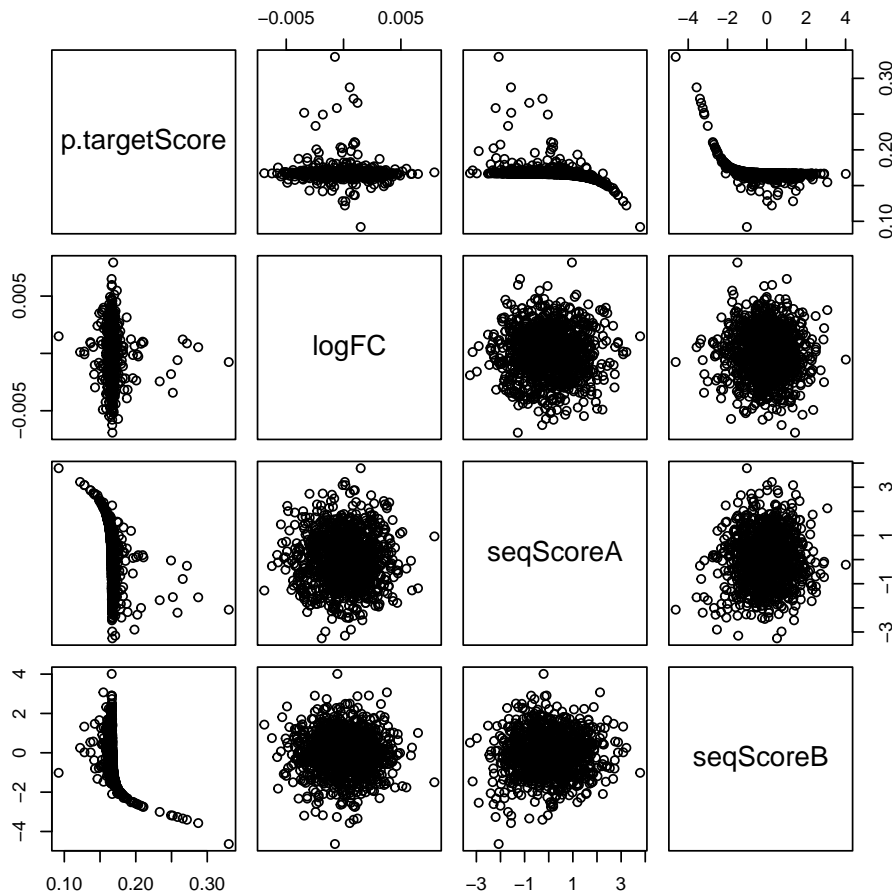 −0.005 0.005 −4 −2 0 2 4
p.targetScore 0.10 0.20 0.30
−0.005 0.005 logFC
seqScoreA −3 −1 1 3
−4 −2 0 2 4 seqScoreB
0.10 0.20 0.30 −3 −1 1 3